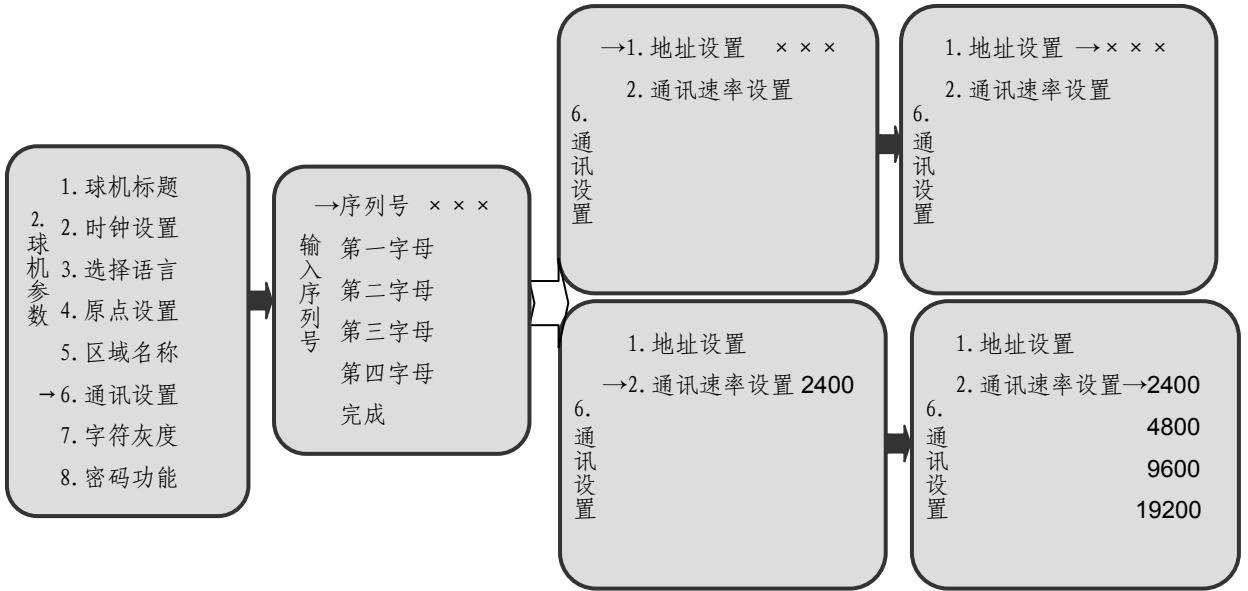 2.球机参数
1.球机标题
2.时钟设置
3.选择语言
4.原点设置
5.区域名称
→6.通讯设置
7.字符灰度
8.密码功能
输入序列号
→序列号 ×××
第一字母
第二字母
第三字母
第四字母
完成
6.通讯设置
→1.地址设置 ×××
2.通讯速率设置
6.通讯设置
1.地址设置 →×××
2.通讯速率设置
6.通讯设置
1.地址设置
→2.通讯速率设置 2400
6.通讯设置
1.地址设置
2.通讯速率设置→2400
4800
9600
19200